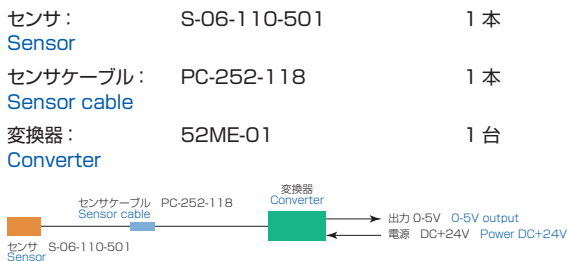 センサ： S-06-110-501 1 本
Sensor
センサケーブル： PC-252-118 1 本
Sensor cable
変換器： 52ME-01 1 台
Converter
変換器
Converter
センサケーブル PC-252-118
Sensor cable
出力 0-5V 0-5V output
電源 DC+24V Power DC+24V
センサ S-06-110-501
Sensor